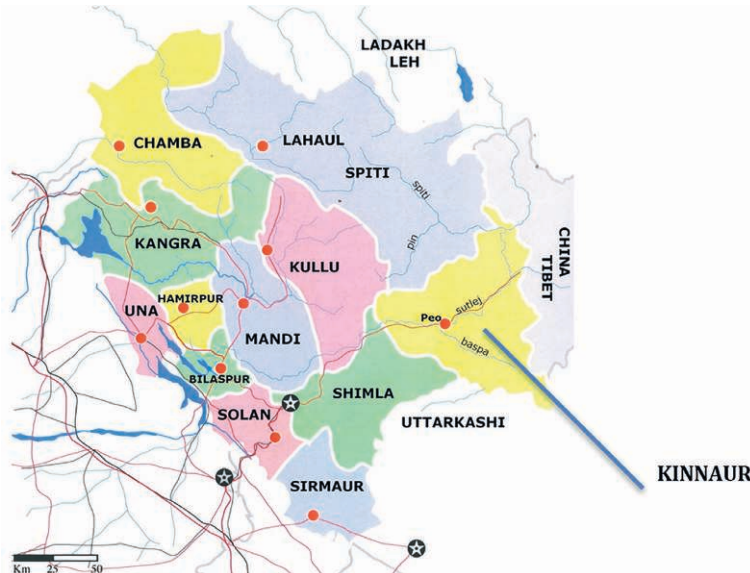 LADAKH
LEH
CHAMBA
LAHAUL
SPITI
spiti
pin
CHINA
TIBET
KANGRA
KULLU
HAMIRPUR
UNA
MANDI
Peo
sutlej
baspa
BILASPUR
SHIMLA
SOLAN
UTTARKASHI
KINNAUR
SIRMAUR
Km 25 50